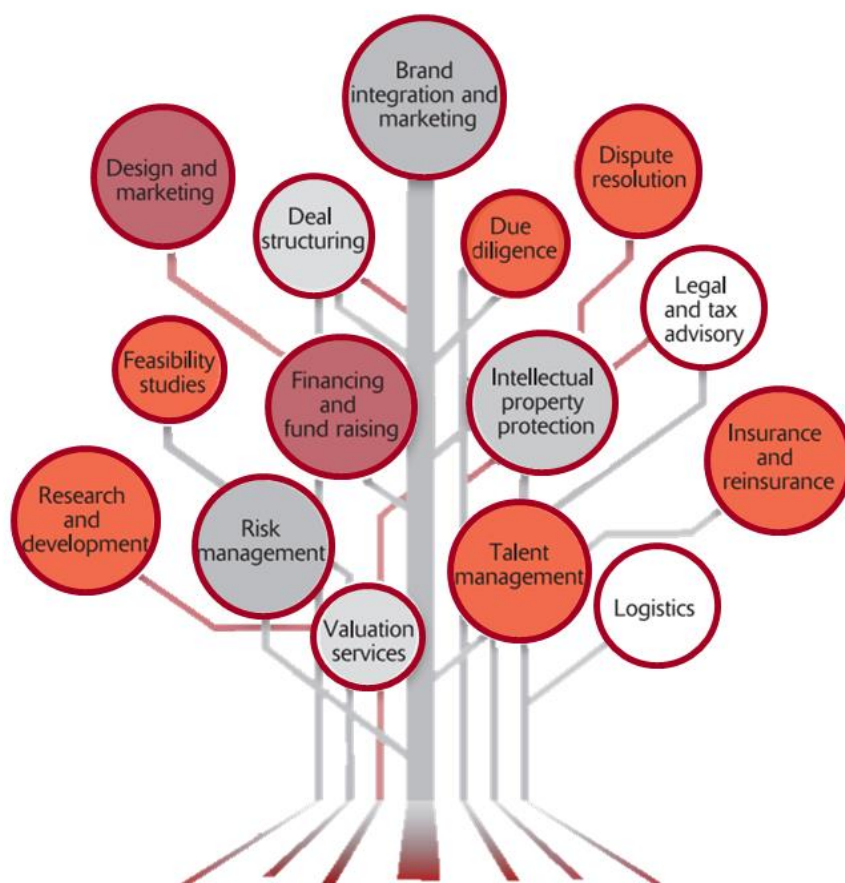 Brand
integration and
marketing
Design and
marketing
Dispute
resolution
Deal
structuring
Due
diligence
Legal
and tax
advisory
Feasibility
studies
Financing
and
fund raising
Intellectual
property
protection
Insurance
and
reinsurance
Research
and
development
Risk
management
Talent
management
Logistics
Valuation
services